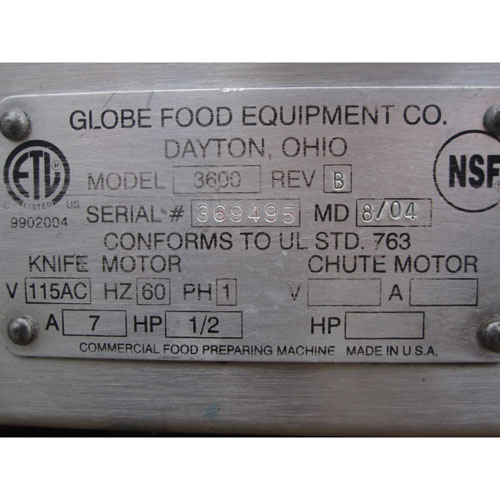 GLOBE FOOD EQUIPMENT CO.
DAYTON, OHIO
MODEL 3600 REV B
SERIAL # 369495 MD 8/04
CONFORMS TO UL STD. 763
KNIFE MOTOR CHUTE MOTOR
V 115AC HZ 60 PH 1 V A
A 7 HP 1/2 HP
COMMERCIAL FOOD PREPARING MACHINE MADE IN U.S.A.
ETL ®
C LISTED US
9902004
NSF